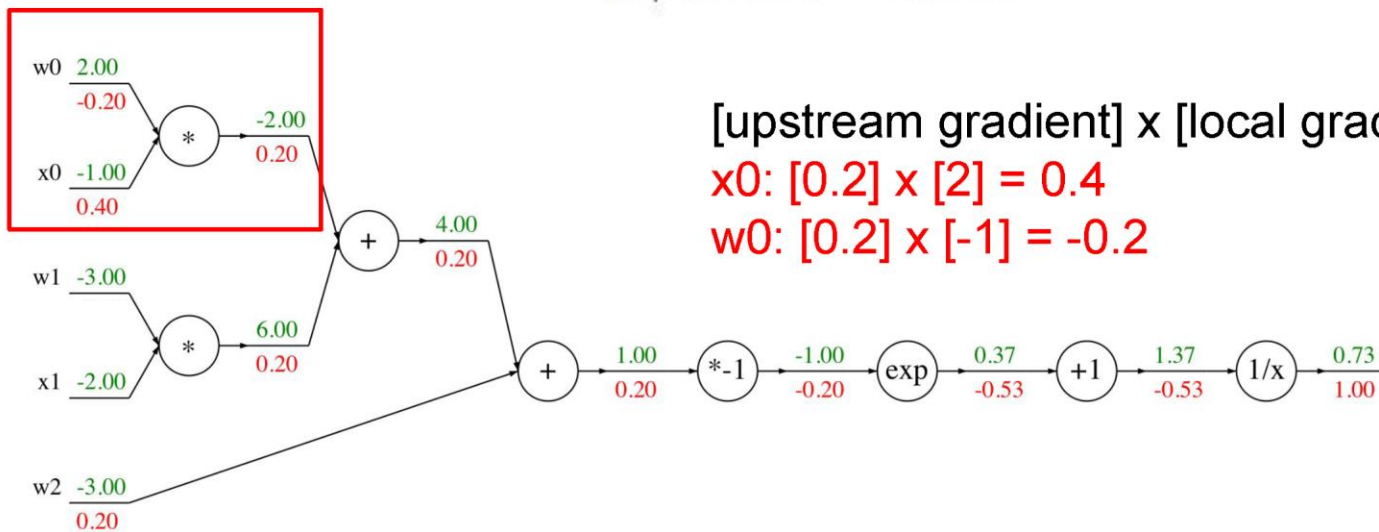 w0 2.00
-0.20
*
-2.00
0.20
x0 -1.00
0.40
[upstream gradient] x [local grad
x0: [0.2] x [2] = 0.4
w0: [0.2] x [-1] = -0.2
+
4.00
0.20
w1 -3.00
*
6.00
0.20
x1 -2.00
+
1.00
0.20
*-1
-1.00
-0.20
exp
0.37
-0.53
+1
1.37
-0.53
1/x
0.73
1.00
w2 -3.00
0.20